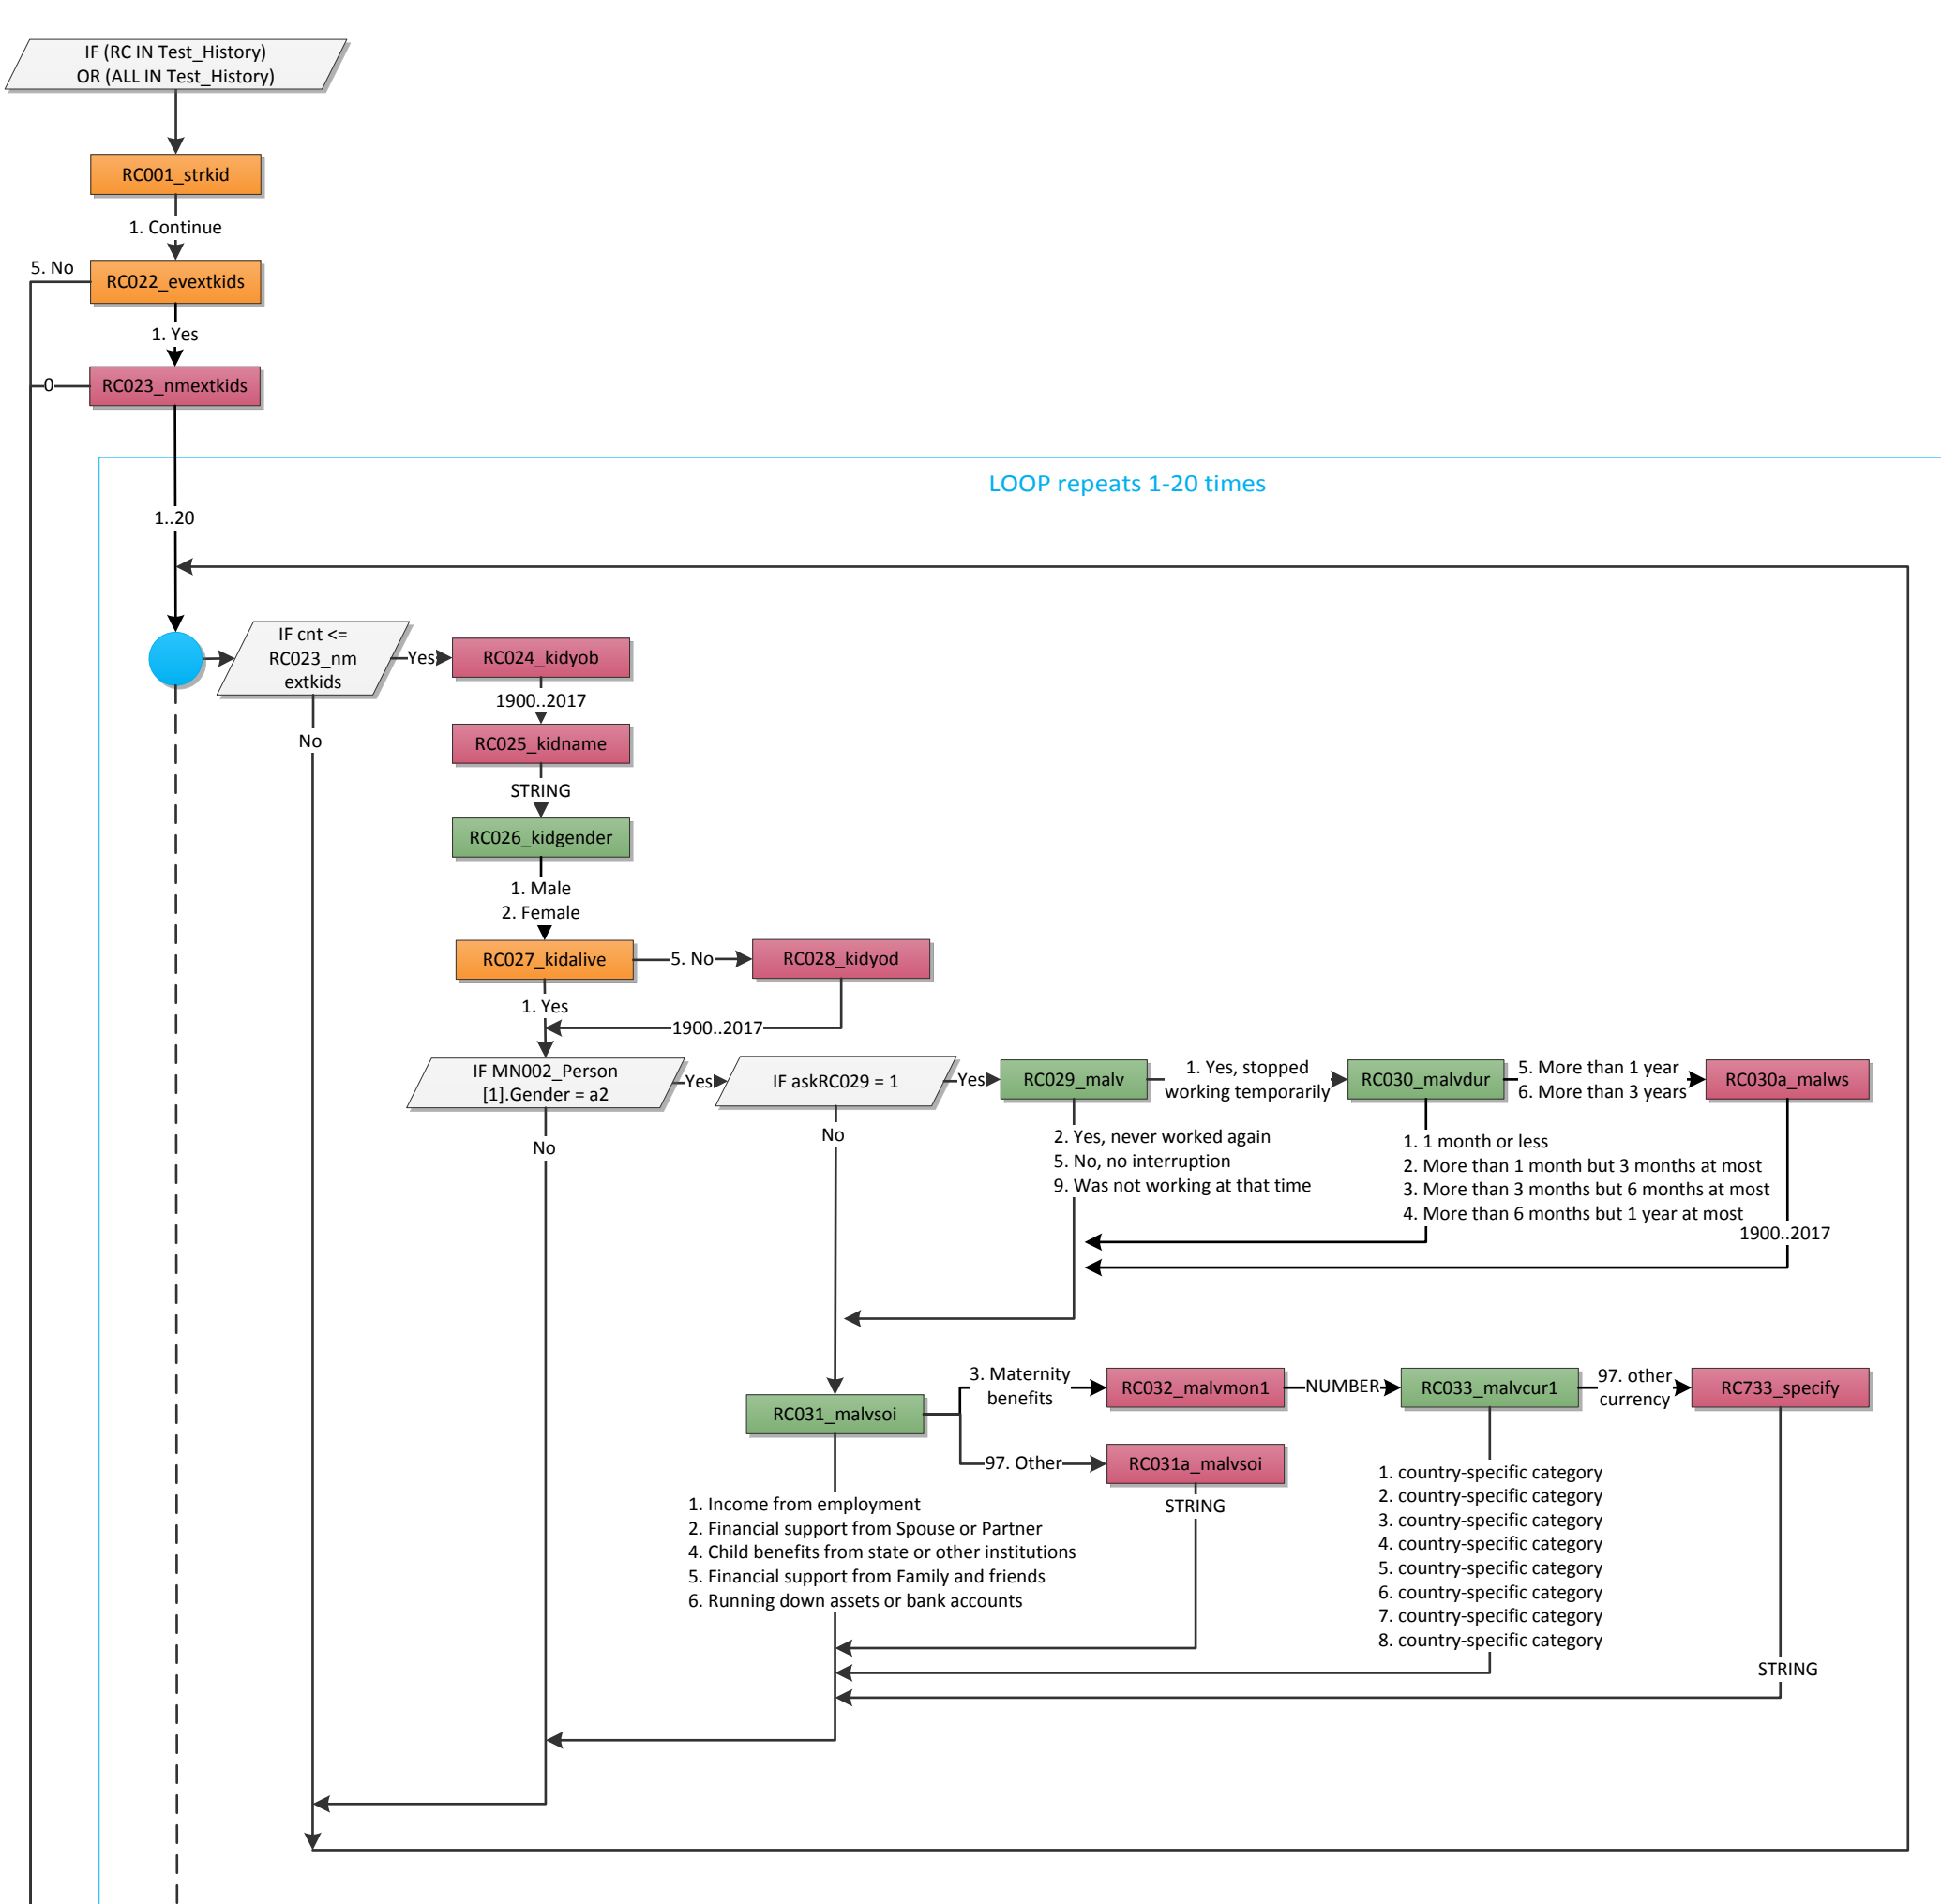 IF (RC IN Test_History)
OR (ALL IN Test_History)
RC001_strkid
1. Continue
5. No
RC022_evextkids
1. Yes
0
RC023_nmextkids
LOOP repeats 1-20 times
1..20
IF cnt <=
RC023_nm
extkids
Yes
RC024_kidyob
1900..2017
No
RC025_kidname
STRING
RC026_kidgender
1. Male
2. Female
RC027_kidalive
5. No
RC028_kidyod
1. Yes
1900..2017
IF MN002_Person
[1].Gender = a2
Yes
IF askRC029 = 1
Yes
RC029_malv
1. Yes, stopped
working temporarily
RC030_malvdur
5. More than 1 year
6. More than 3 years
RC030a_malws
No
No
2. Yes, never worked again
5. No, no interruption
9. Was not working at that time
1. 1 month or less
2. More than 1 month but 3 months at most
3. More than 3 months but 6 months at most
4. More than 6 months but 1 year at most
1900..2017
RC031_malvsoi
3. Maternity
benefits
RC032_malvmon1
NUMBER
RC033_malvcur1
97. other
currency
RC733_specify
97. Other
RC031a_malvsoi
STRING
1. Income from employment
2. Financial support from Spouse or Partner
4. Child benefits from state or other institutions
5. Financial support from Family and friends
6. Running down assets or bank accounts
1. country-specific category
2. country-specific category
3. country-specific category
4. country-specific category
5. country-specific category
6. country-specific category
7. country-specific category
8. country-specific category
STRING